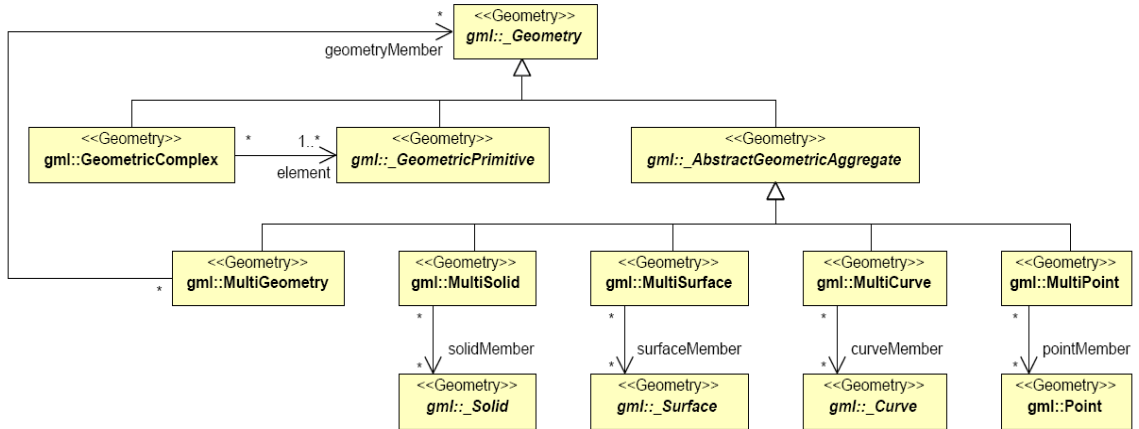 * <<Geometry>>
gml::_Geometry
geometryMember
<<Geometry>>
gml::GeometricComplex
* 1..*
element
<<Geometry>>
gml::_GeometricPrimitive
<<Geometry>>
gml::_AbstractGeometricAggregate
*
<<Geometry>>
gml::MultiGeometry
<<Geometry>>
gml::MultiSolid
<<Geometry>>
gml::MultiSurface
<<Geometry>>
gml::MultiCurve
<<Geometry>>
gml::MultiPoint
*
solidMember
*
*
surfaceMember
*
*
curveMember
*
*
pointMember
*
<<Geometry>>
gml::_Solid
<<Geometry>>
gml::_Surface
<<Geometry>>
gml::_Curve
<<Geometry>>
gml::Point